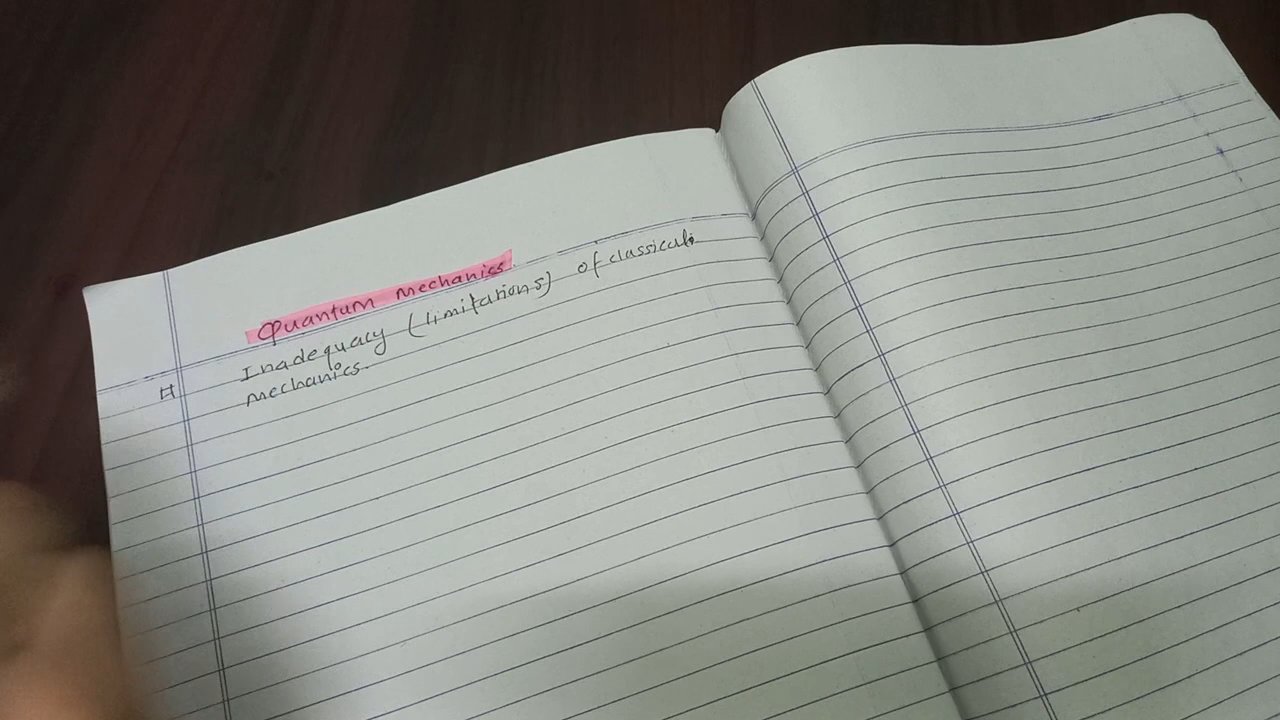 Quantum Mechanics
# Inadequacy (limitations) of classical
mechanics.